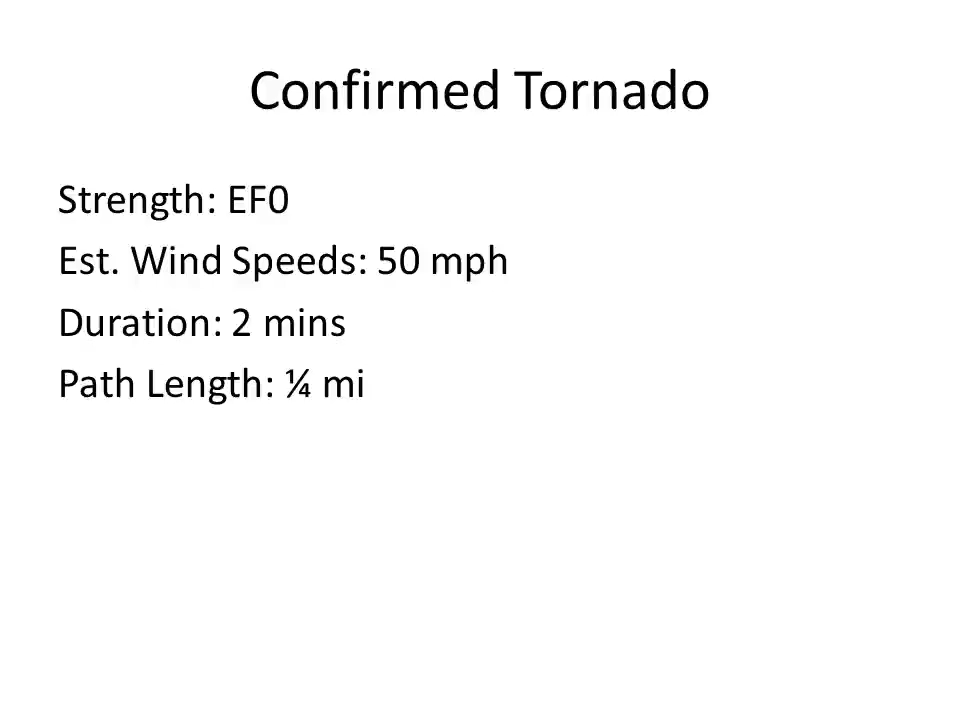 Confirmed Tornado
Strength: EF0
Est. Wind Speeds: 50 mph
Duration: 2 mins
Path Length: ¼ mi